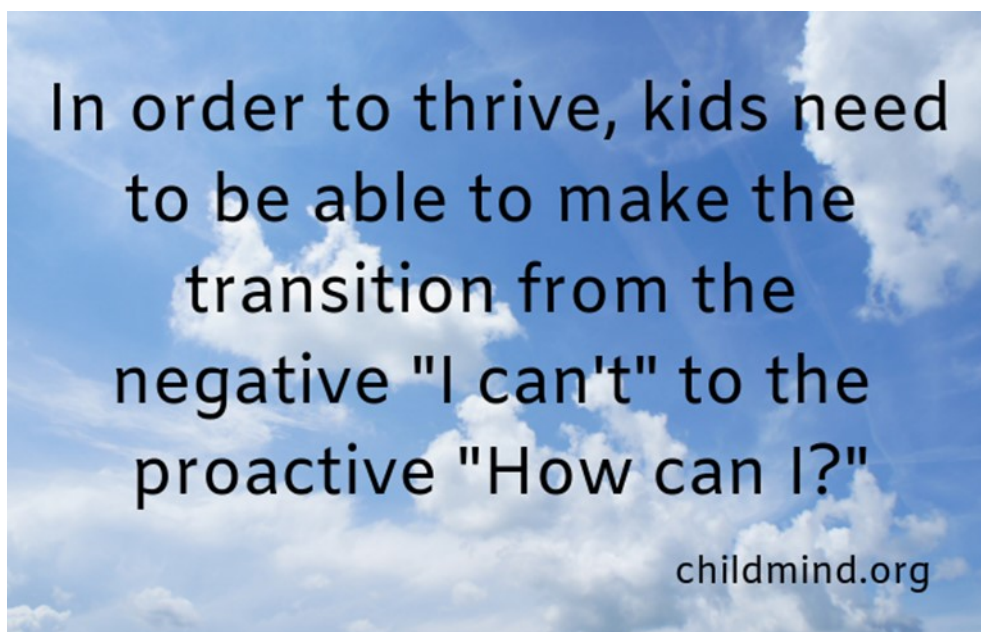 In order to thrive, kids need
to be able to make the
transition from the
negative "I can't" to the
proactive "How can I?"
childmind.org